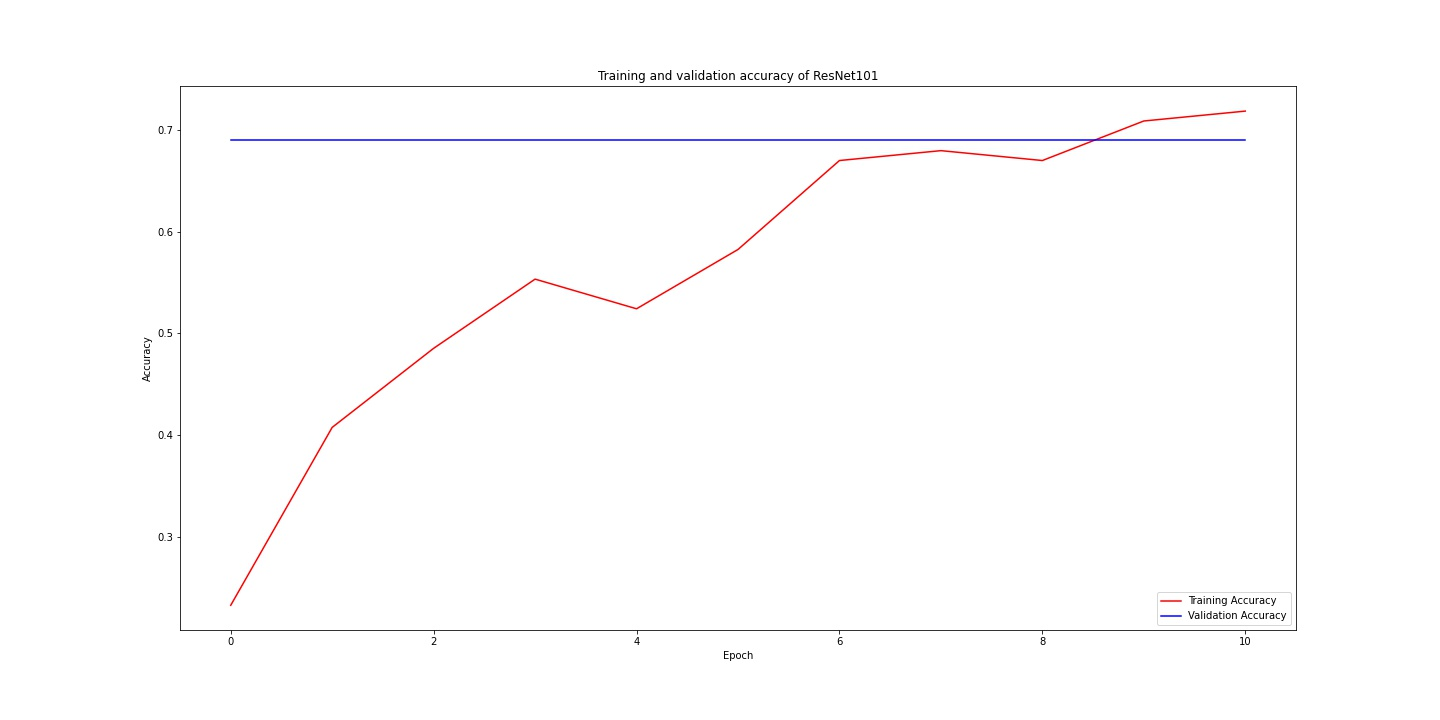 Training and validation accuracy of ResNet101
0.7
0.6
0.5
0.4
0.3
Accuracy
0
2
4
6
8
10
Epoch
Training Accuracy
Validation Accuracy